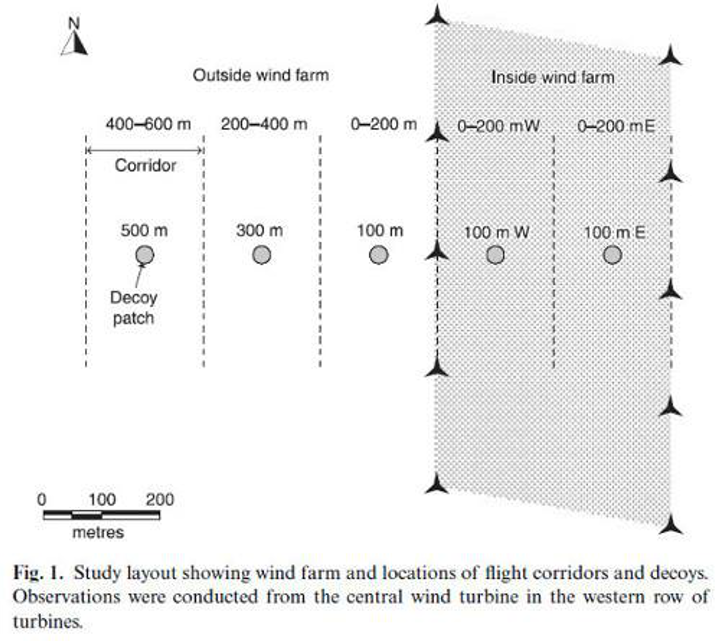 N
Outside wind farm
Inside wind farm
400–600 m
200–400 m
0–200 m
0–200 mW
0–200 mE
Corridor
500 m
300 m
100 m
100 m W
100 m E
Decoy
patch
0 100 200
metres
Fig. 1. Study layout showing wind farm and locations of flight corridors and decoys.
Observations were conducted from the central wind turbine in the western row of
turbines.